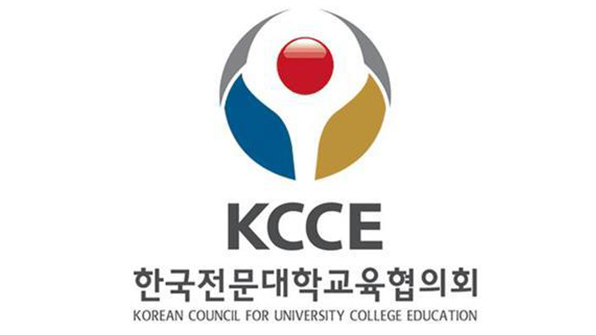 KCCE
한국전문대학교육협의회
KOREAN COUNCIL FOR UNIVERSITY COLLEGE EDUCATION